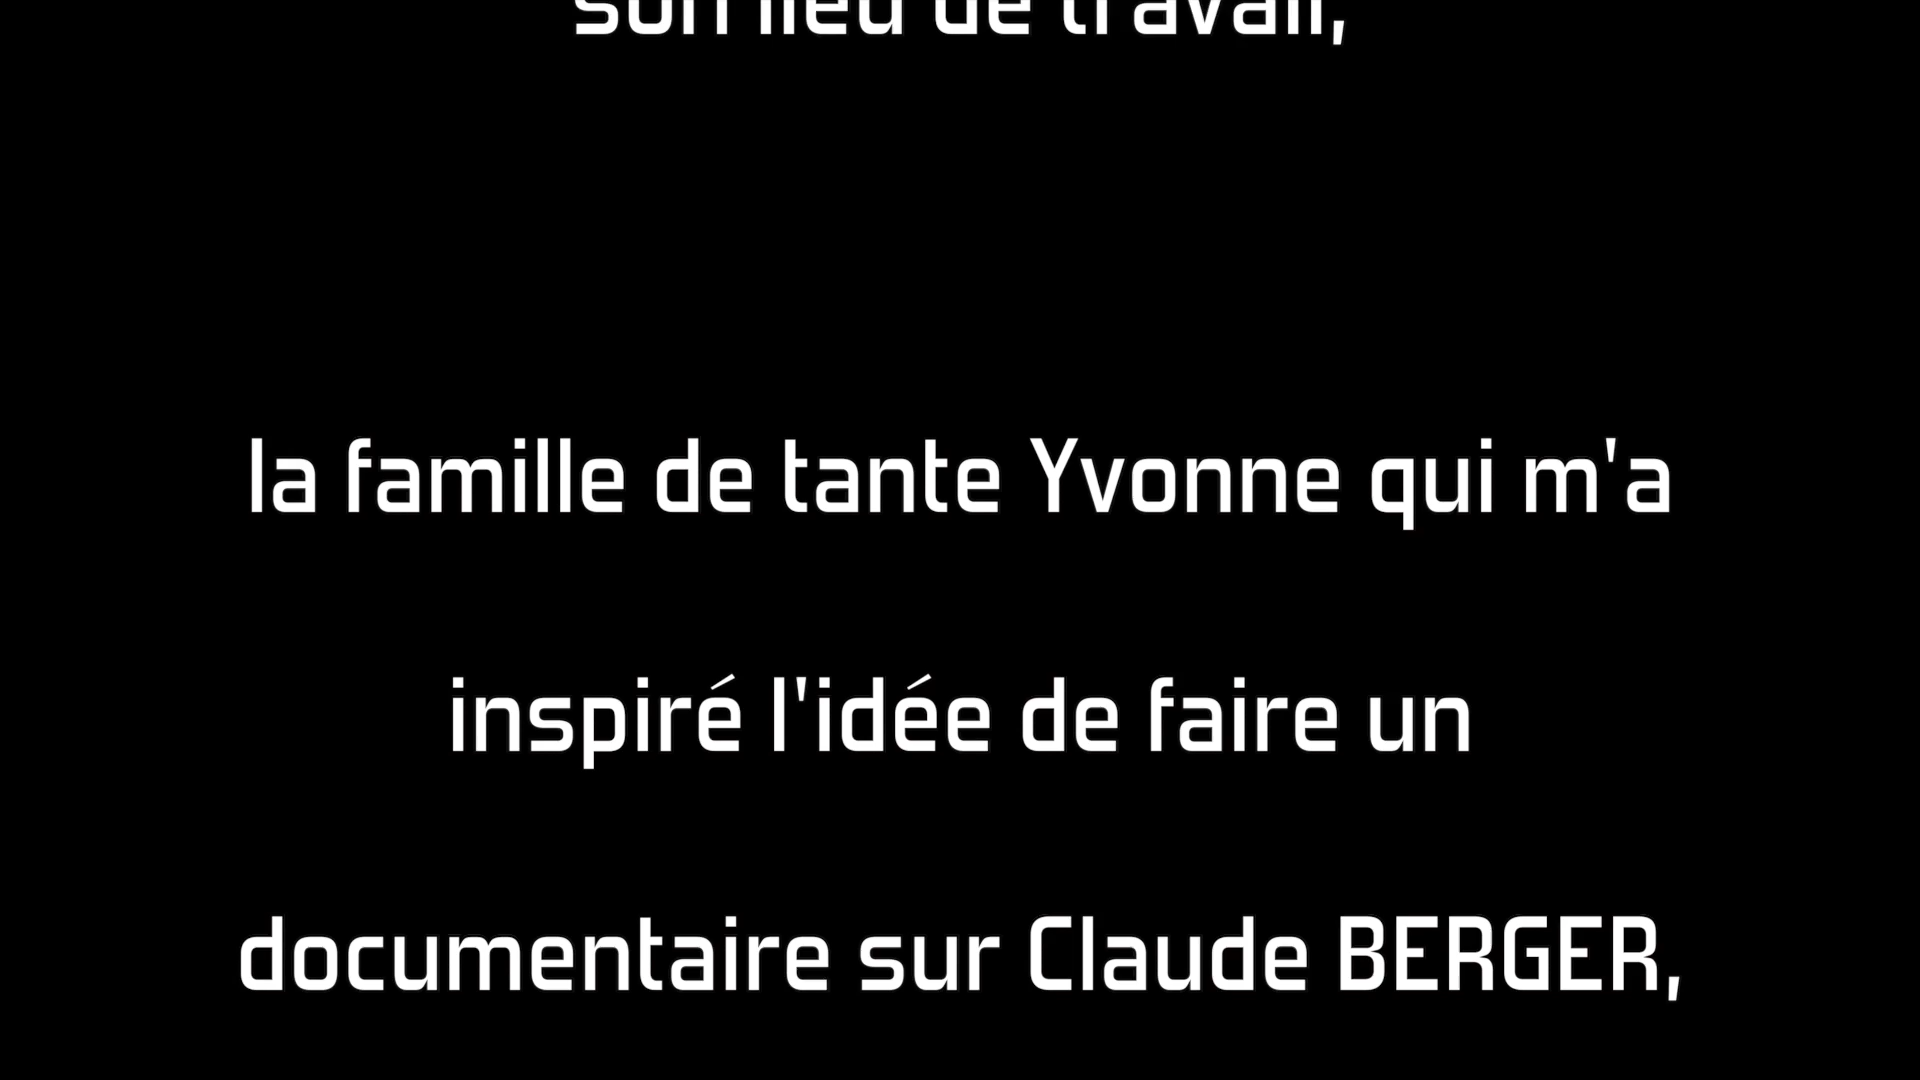 son lieu de travail,
la famille de tante Yvonne qui m'a
inspiré l'idée de faire un
documentaire sur Claude BERGER,